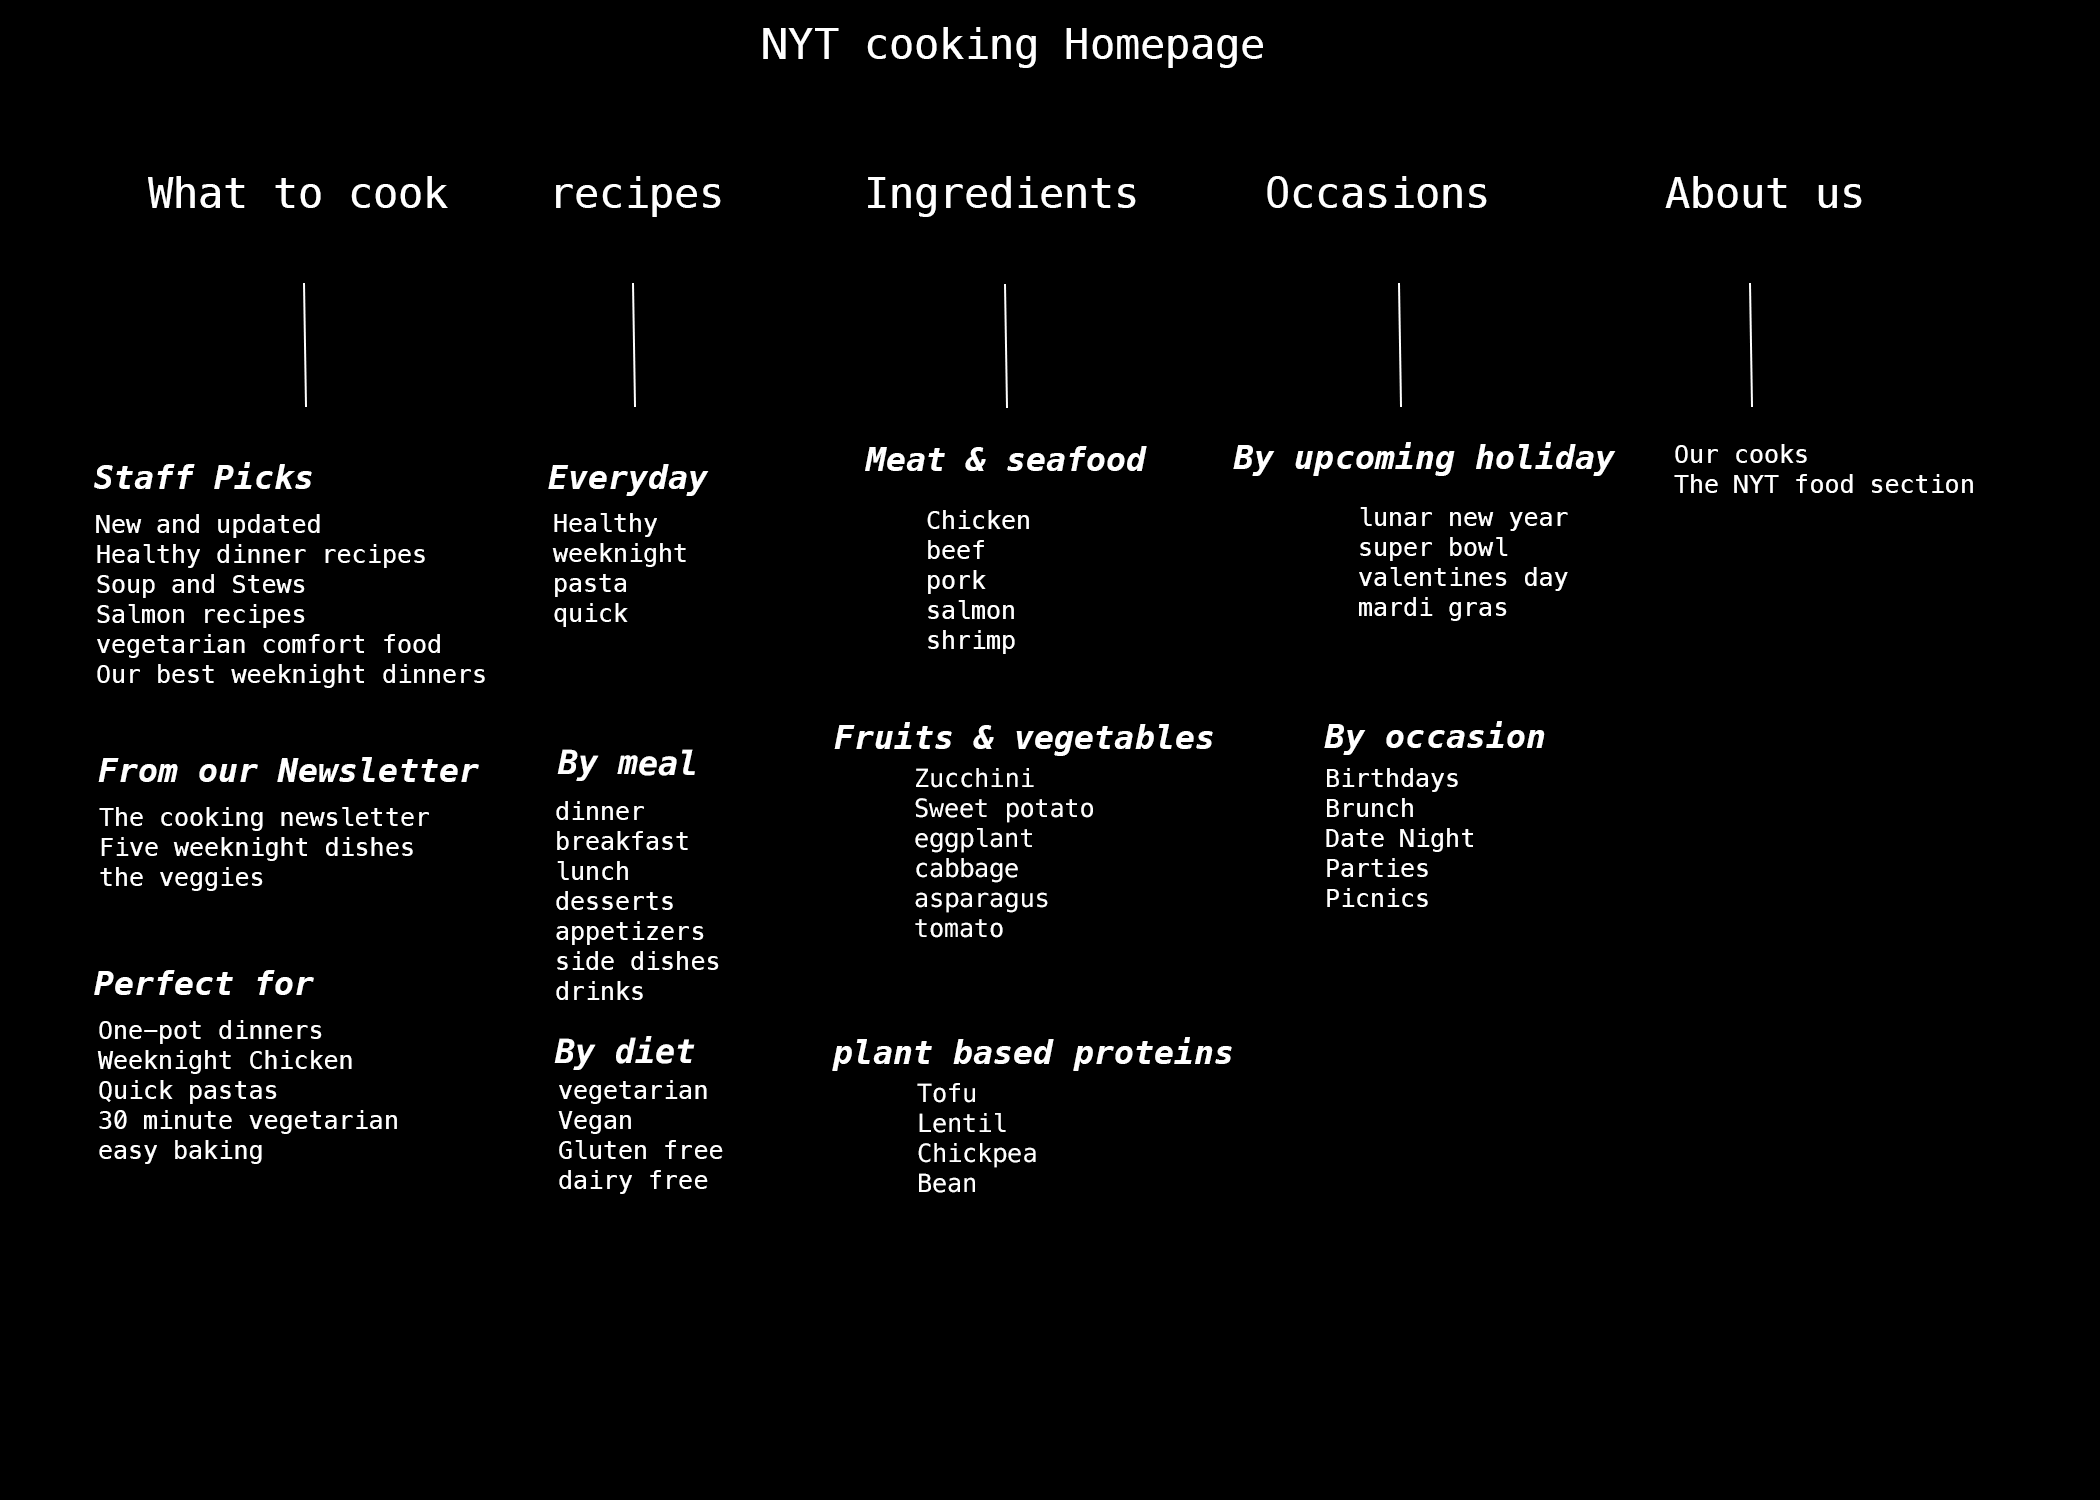 NYT cooking Homepage
What to cook
recipes
Ingredients
Occasions
About us
Staff Picks
New and updated
Healthy dinner recipes
Soup and Stews
Salmon recipes
vegetarian comfort food
Our best weeknight dinners
From our Newsletter
The cooking newsletter
Five weeknight dishes
the veggies
Perfect for
One-pot dinners
Weeknight Chicken
Quick pastas
30 minute vegetarian
easy baking
Everyday
Healthy
weeknight
pasta
quick
By meal
dinner
breakfast
lunch
desserts
appetizers
side dishes
drinks
By diet
vegetarian
Vegan
Gluten free
dairy free
Meat & seafood
Chicken
beef
pork
salmon
shrimp
Fruits & vegetables
Zucchini
Sweet potato
eggplant
cabbage
asparagus
tomato
plant based proteins
Tofu
Lentil
Chickpea
Bean
By upcoming holiday
lunar new year
super bowl
valentines day
mardi gras
By occasion
Birthdays
Brunch
Date Night
Parties
Picnics
Our cooks
The NYT food section